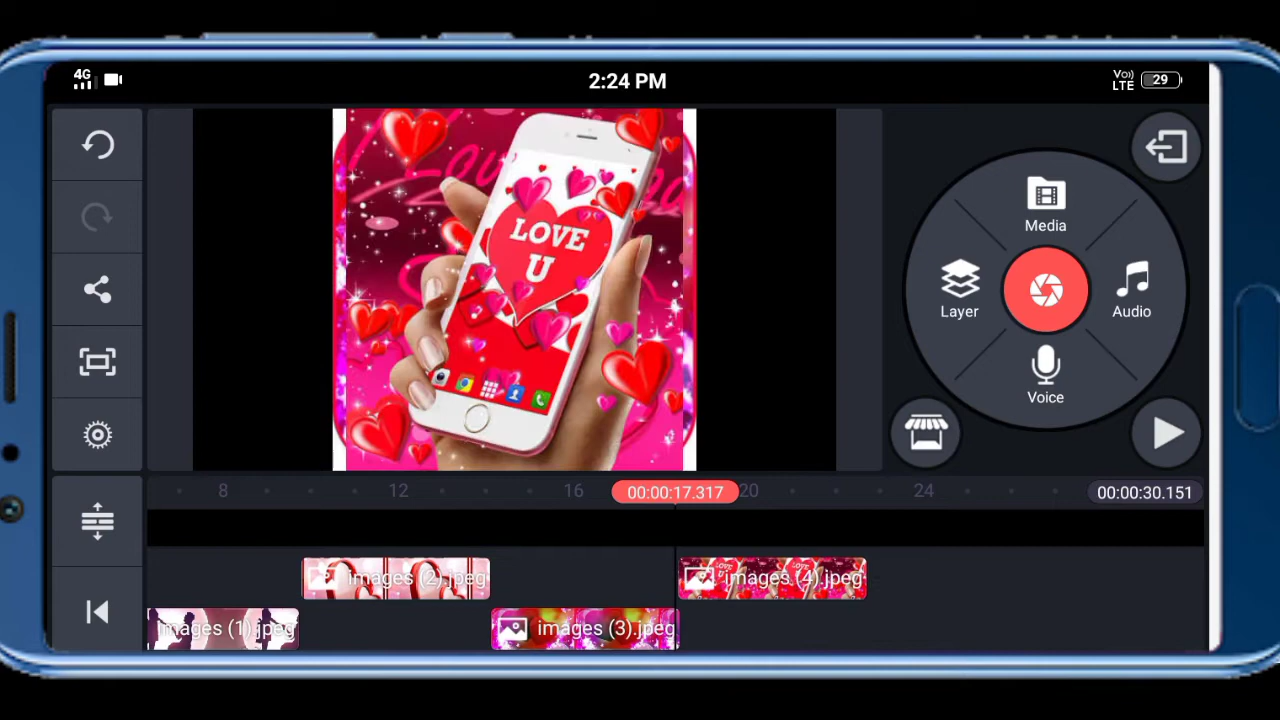 4G
2:24 PM
VoI)
LTE
29
LOVE
U
Media
Layer
Audio
Voice
8
12
16
00:00:17.317
20
24
00:00:30.151
images (2).jpeg
images (4).jpeg
images (1).jpeg
images (3).jpeg